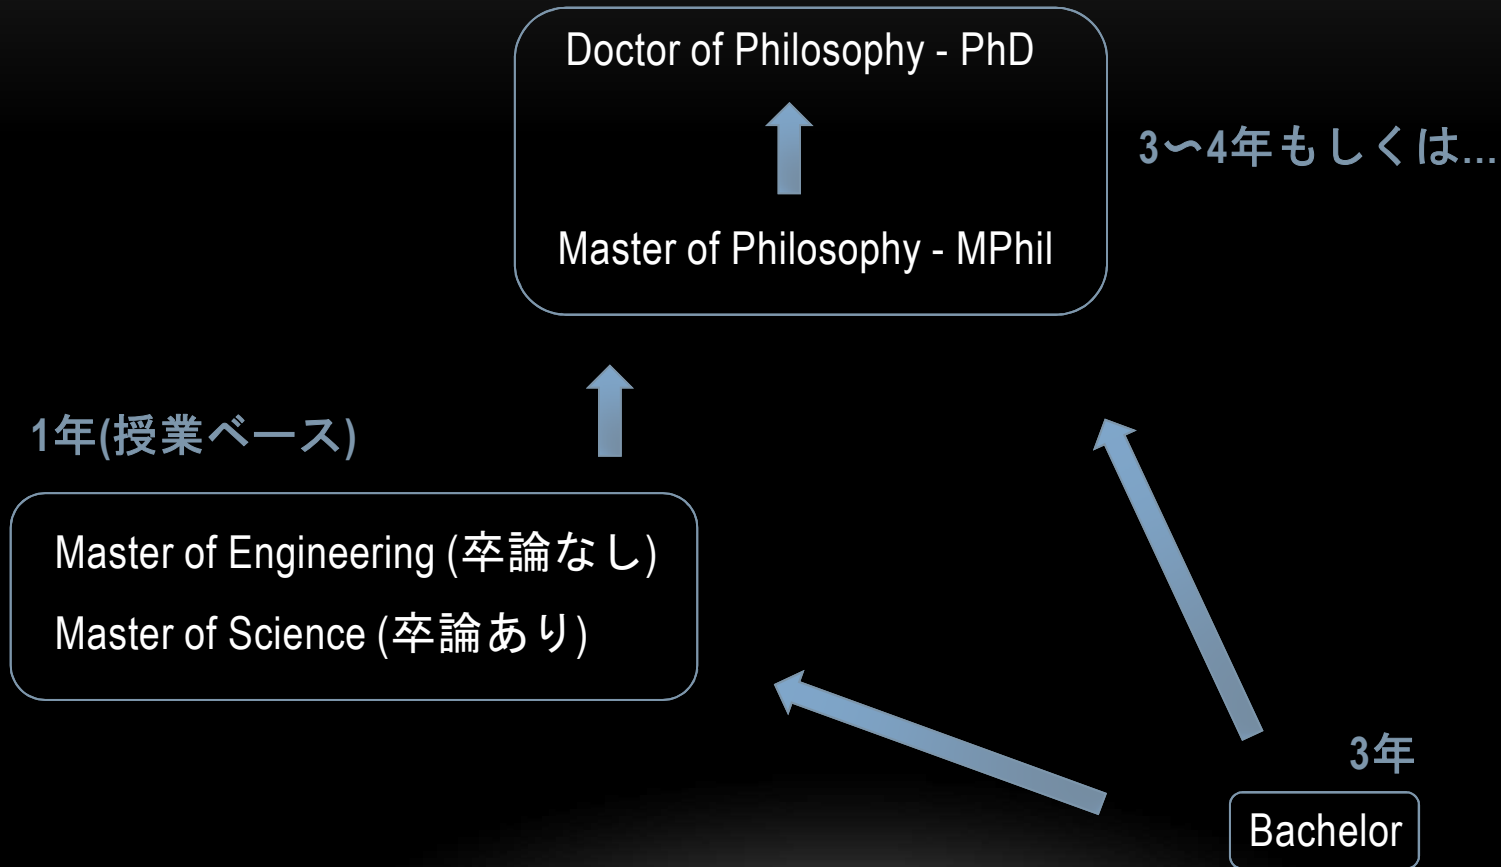 Doctor of Philosophy - PhD
3〜4年もしくは...
Master of Philosophy - MPhil
1年(授業ベース)
Master of Engineering (卒論なし)
Master of Science (卒論あり)
3年
Bachelor